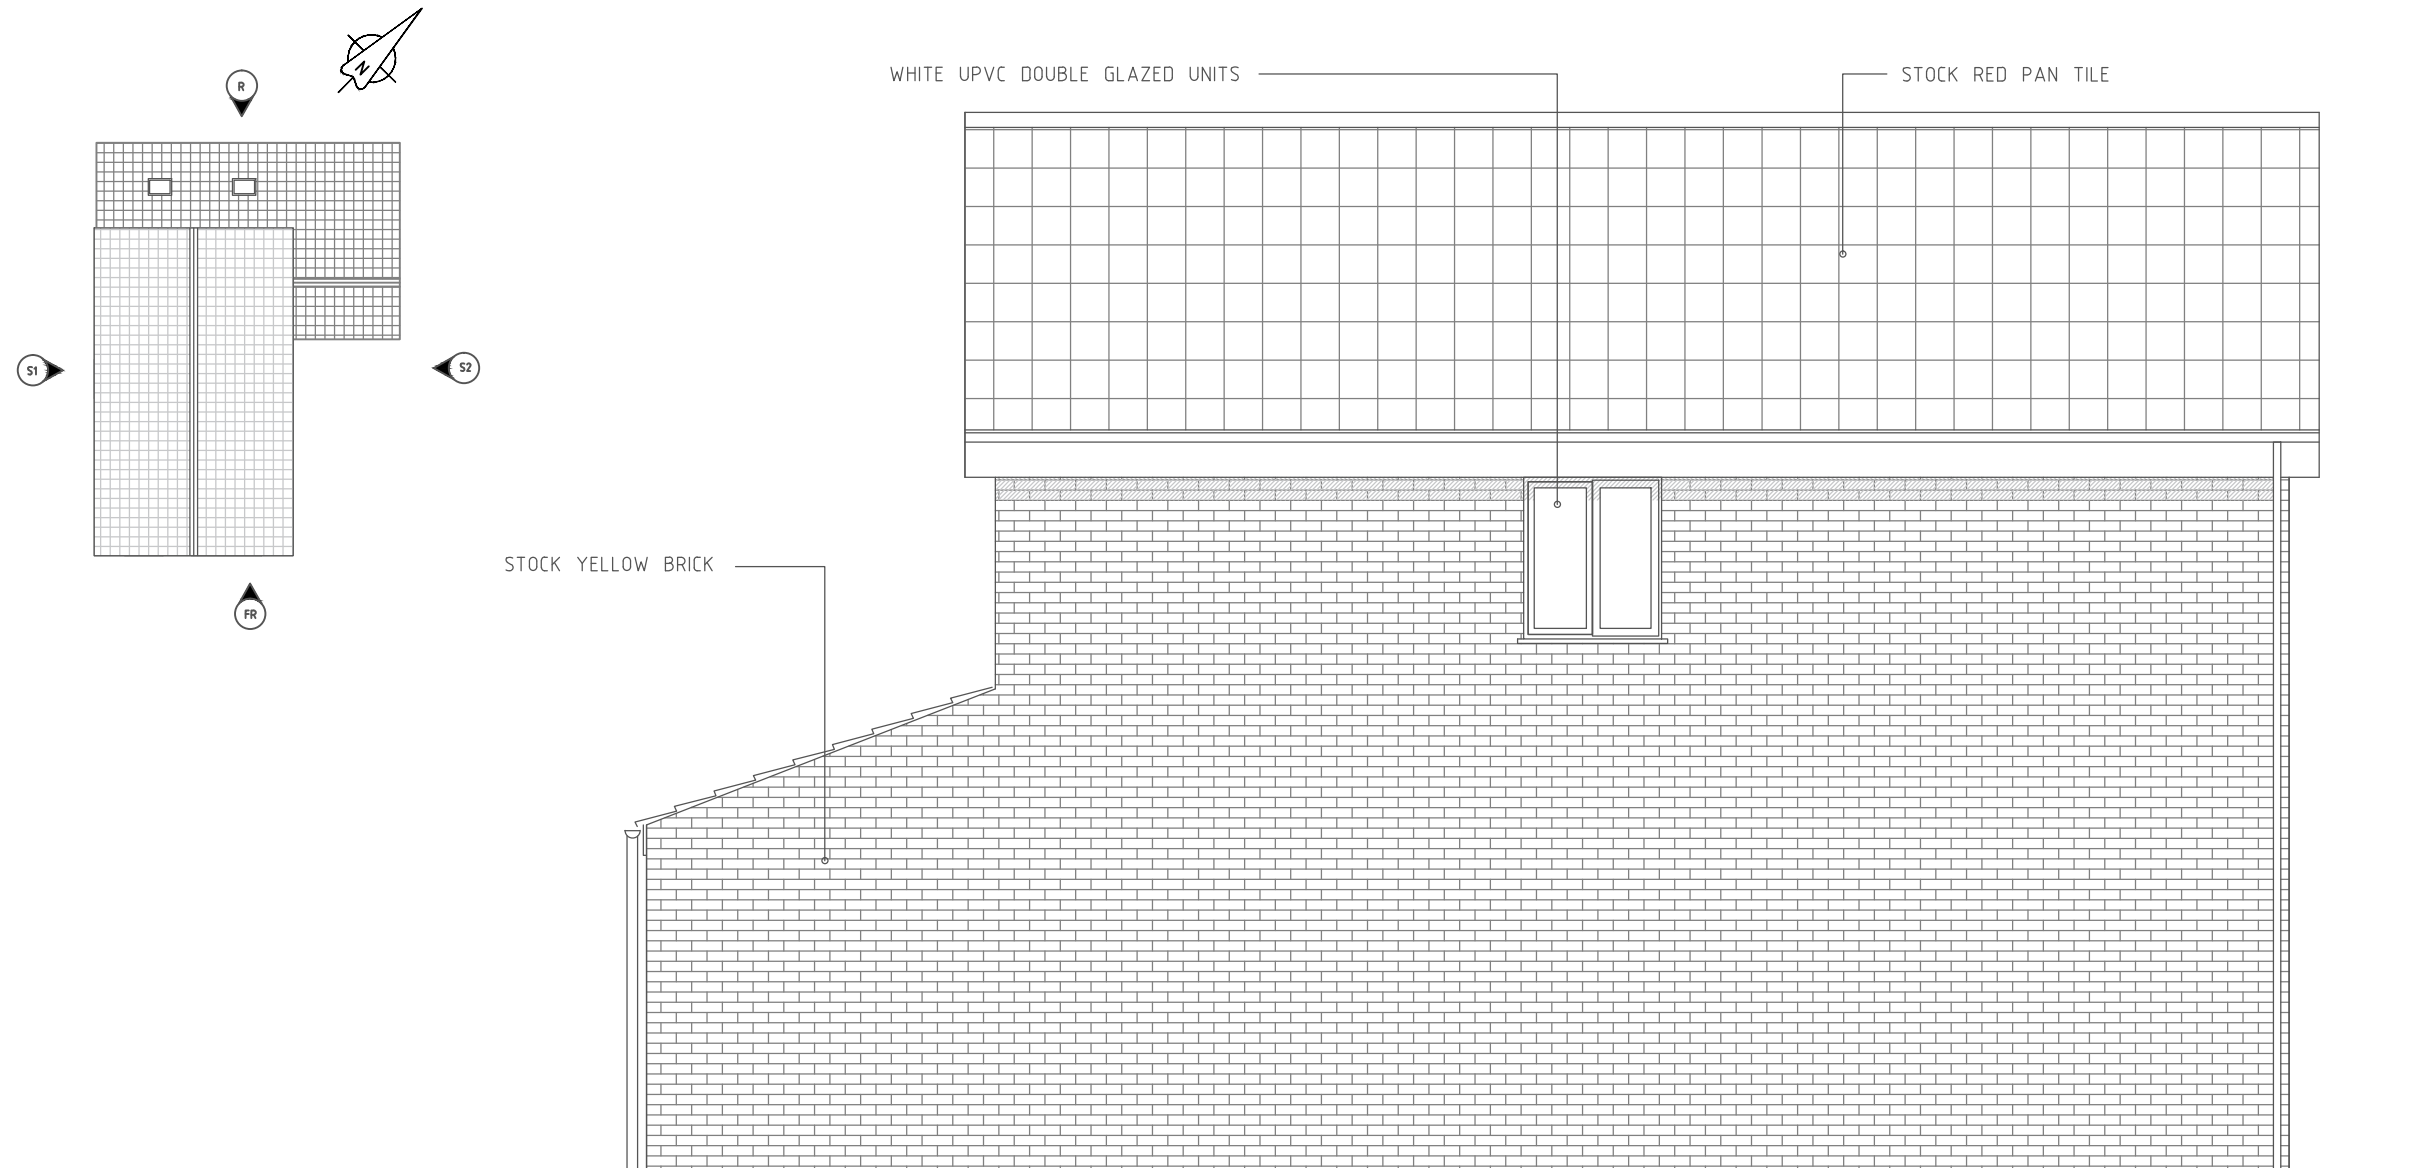 N
R
WHITE UPVC DOUBLE GLAZED UNITS
STOCK RED PAN TILE
S1
S2
STOCK YELLOW BRICK
FR